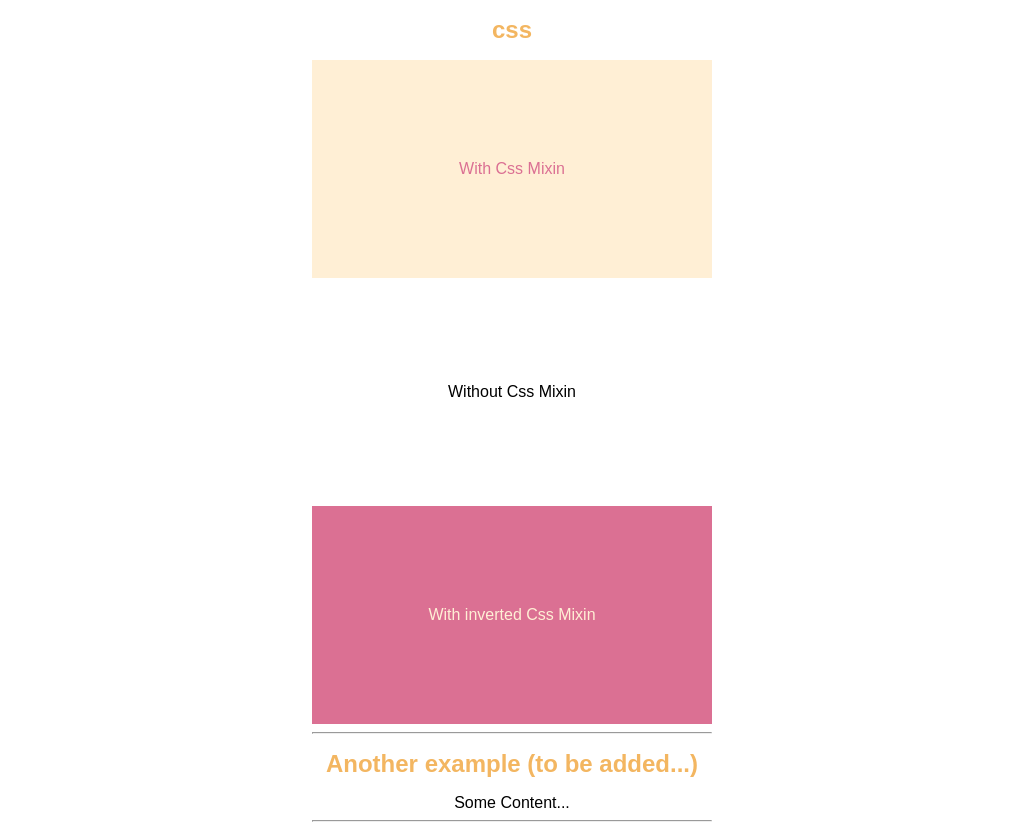 css
With Css Mixin
Without Css Mixin
With inverted Css Mixin
Another example (to be added...)
Some Content...